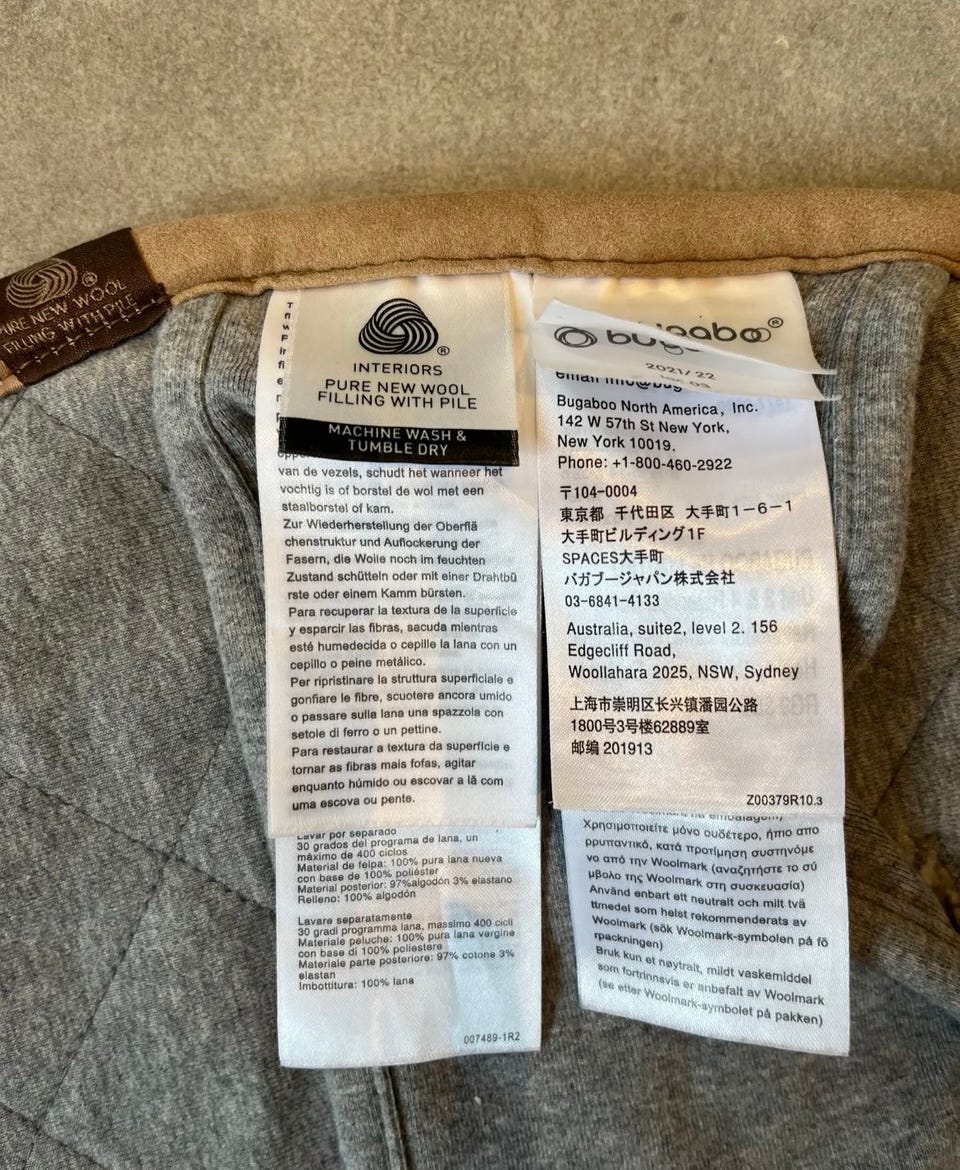 PURE NEW WOOL
FILLING WITH PILE
INTERIORS
PURE NEW WOOL
FILLING WITH PILE
MACHINE WASH &
TUMBLE DRY
van de vezels, schudt het wanneer het
vochtig is of borstel de wol met een
staalborstel of kam.
Zur Wiederherstellung der Oberflä
chenstruktur und Auflockerung der
Fasern, die Wolle noch im feuchten
Zustand schütteln oder mit einer Drahtbü
rste oder einem Kamm bürsten.
Para recuperar la textura de la superficie
y esparcir las fibras, sacuda mientras
esté humedecida o cepille la lana con un
cepillo o peine metálico.
Per ripristinare la struttura superficiale e
gonfiare le fibre, scuotere ancora umido
o passare sulla lana una spazzola con
setole di ferro o un pettine.
Para restaurar a textura da superfície e
tornar as fibras mais fofas, agitar
enquanto húmido ou escovar a lã com
uma escova ou pente.
Lavar por separado
30 grados del programa de lana, un
máximo de 400 ciclos
Material de felpa: 100% pura lana nueva
con base de 100% poliéster
Material posterior: 97%algodón 3% elastano
Relleno: 100% algodón
Lavare separatamente
30 gradi programma lana, massimo 400 cicli
Materiale peluche: 100% pura lana vergine
con base di 100% poliestere
Materiale parte posteriore: 97% cotone 3%
elastan
Imbottitura: 100% lana
007489-1R2
bugaboo®
2021/22
email info@bug
Bugaboo North America, Inc.
142 W 57th St New York,
New York 10019.
Phone: +1-800-460-2922
〒104-0004
東京都 千代田区 大手町1-6-1
大手町ビルディング1F
SPACES大手町
バガブージャパン株式会社
03-6841-4133
Australia, suite2, level 2. 156
Edgecliff Road,
Woollahara 2025, NSW, Sydney
上海市崇明区长兴镇潘园公路
1800号3号楼62889室
邮编 201913
Z00379R10.3
Χρησιμοποιείτε μόνο ουδέτερο, ήπιο απο
ρρυπαντικό, κατά προτίμηση συστηνόμε
νο από την Woolmark (αναζητήστε το σύ
μβολο της Woolmark στη συσκευασία)
Använd enbart ett neutralt och milt tvä
ttmedel som helst rekommenderats av
Woolmark (sök Woolmark-symbolen på fö
rpackningen)
Bruk kun et nøytralt, mildt vaskemiddel
som fortrinnsvis er anbefalt av Woolmark
(se etter Woolmark-symbolet på pakken)